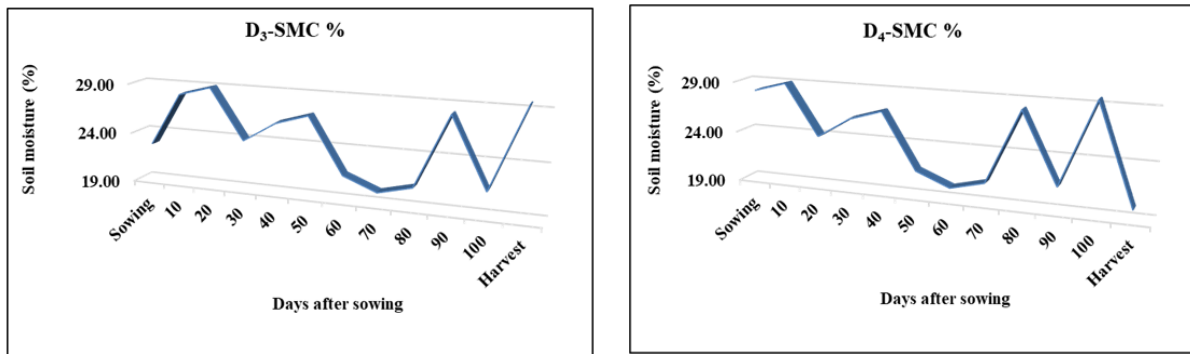 D₃-SMC %
Soil moisture (%)
29.00
24.00
19.00
Sowing
10
20
30
40
50
60
70
80
90
100
Harvest
Days after sowing
D₄-SMC %
Soil moisture (%)
29.00
24.00
19.00
Sowing
10
20
30
40
50
60
70
80
90
100
Harvest
Days after sowing